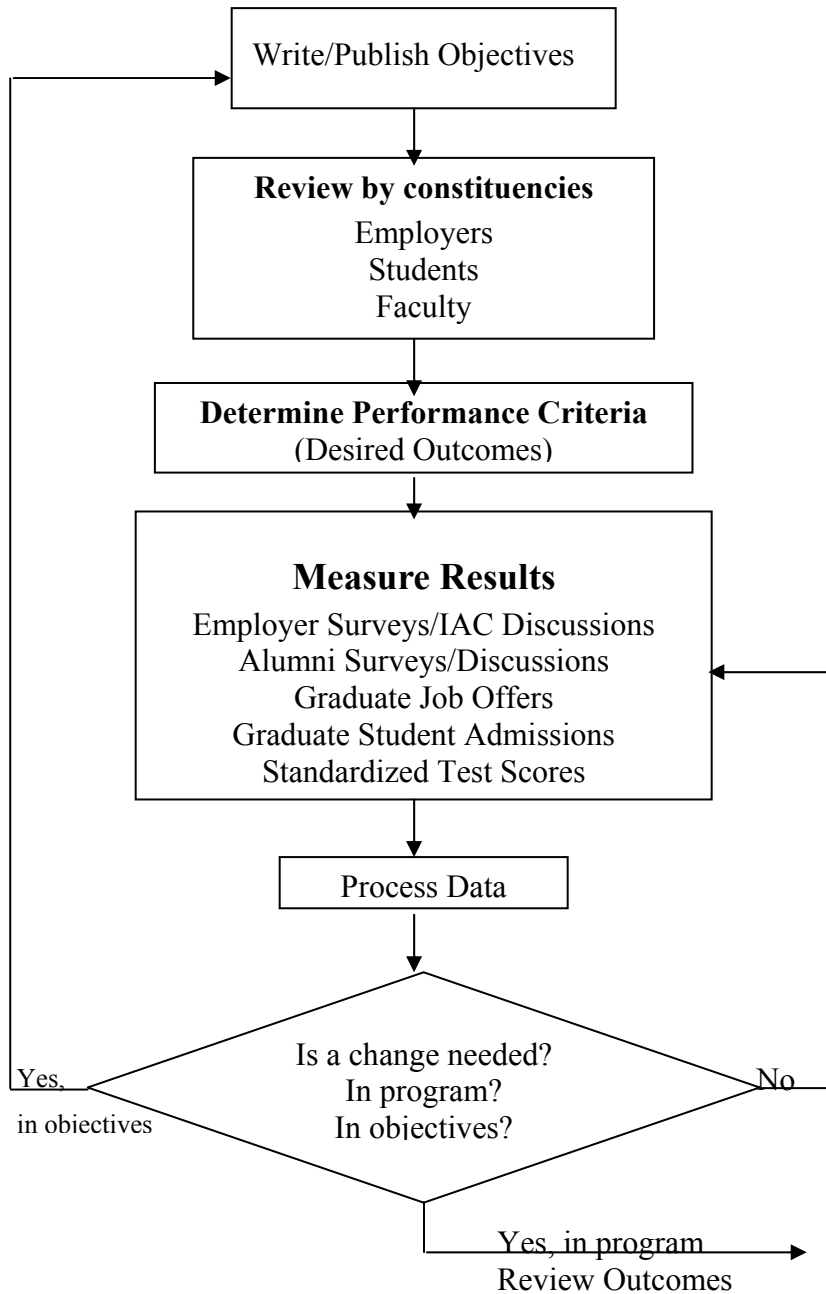 Write/Publish Objectives
Review by constituencies
Employers
Students
Faculty
Determine Performance Criteria
(Desired Outcomes)
Measure Results
Employer Surveys/IAC Discussions
Alumni Surveys/Discussions
Graduate Job Offers
Graduate Student Admissions
Standardized Test Scores
Process Data
Is a change needed?
In program?
In objectives?
Yes,
in objectives
No
Yes, in program
Review Outcomes